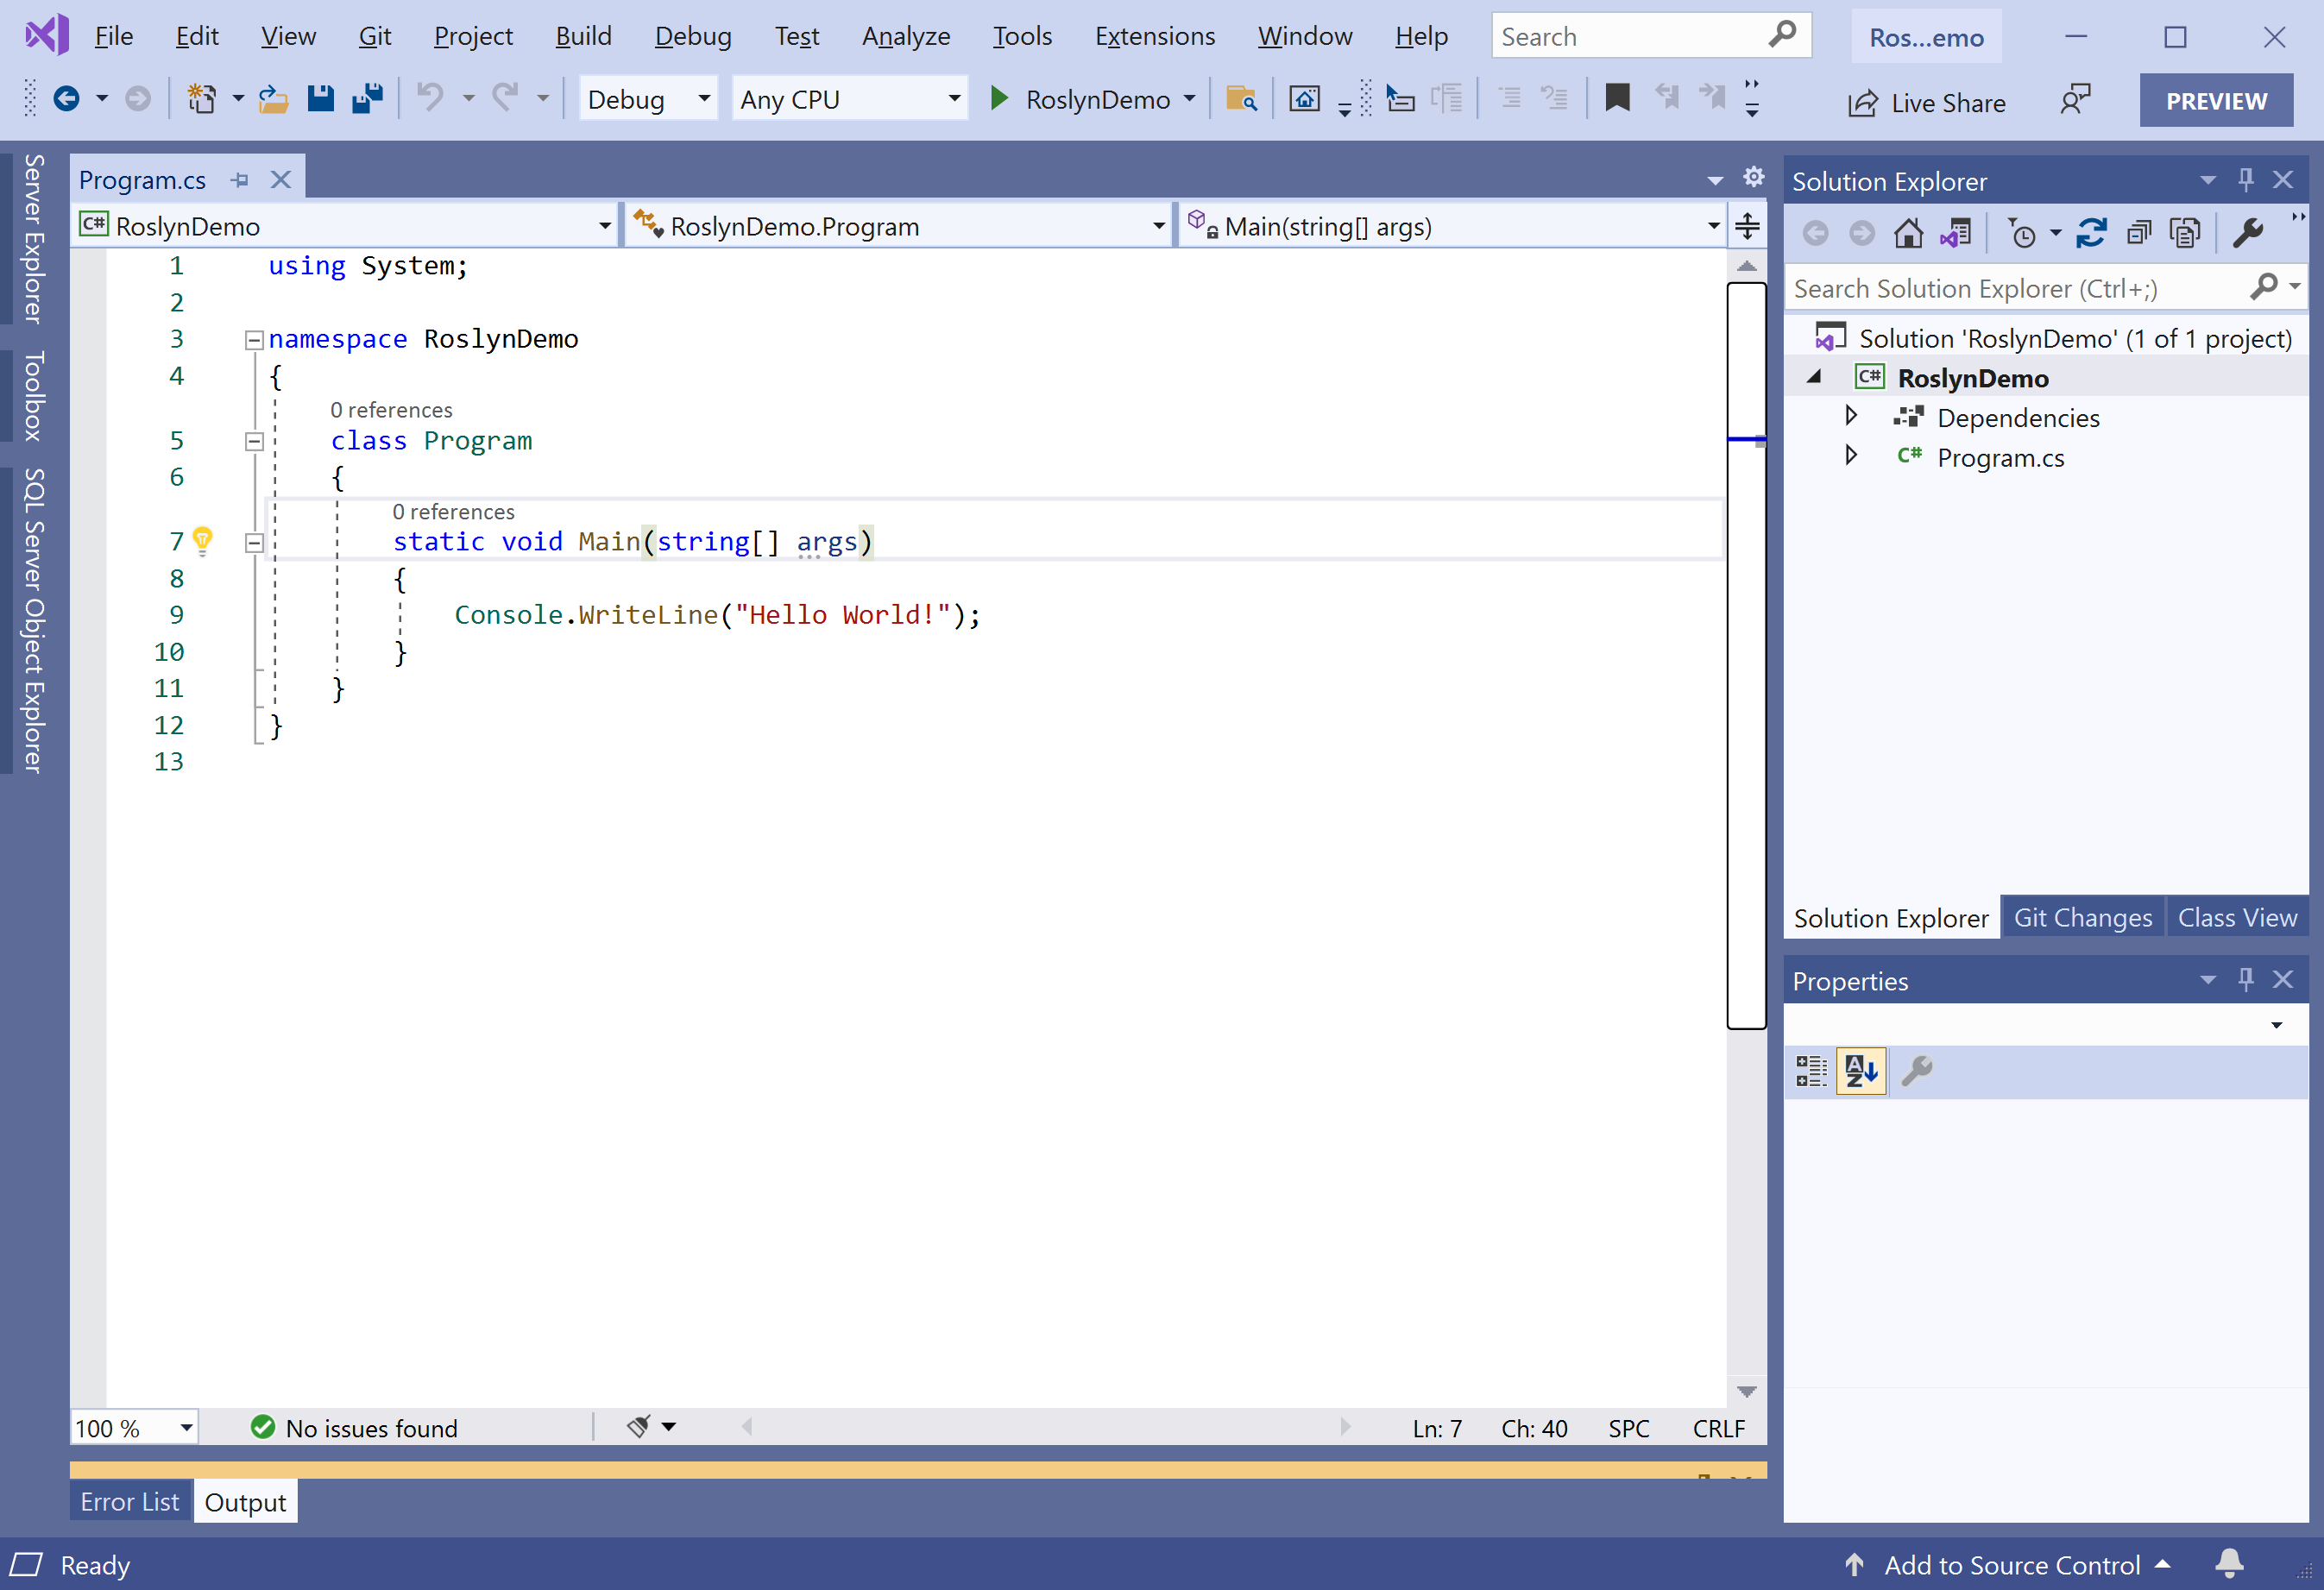 File Edit View Git Project Build Debug Test Analyze Tools Extensions Window Help Search Ros...emo
Debug Any CPU RoslynDemo Live Share PREVIEW
Server Explorer
Toolbox
SQL Server Object Explorer
Program.cs
C# RoslynDemo RoslynDemo.Program Main(string[] args)
1 using System;
2
3 namespace RoslynDemo
4 {
0 references
5 class Program
6 {
0 references
7 static void Main(string[] args)
8 {
9 Console.WriteLine("Hello World!");
10 }
11 }
12 }
13
100 % No issues found Ln: 7 Ch: 40 SPC CRLF
Error List Output
Solution Explorer
Search Solution Explorer (Ctrl+;)
Solution 'RoslynDemo' (1 of 1 project)
C# RoslynDemo
Dependencies
C# Program.cs
Solution Explorer Git Changes Class View
Properties
AZ
Ready Add to Source Control